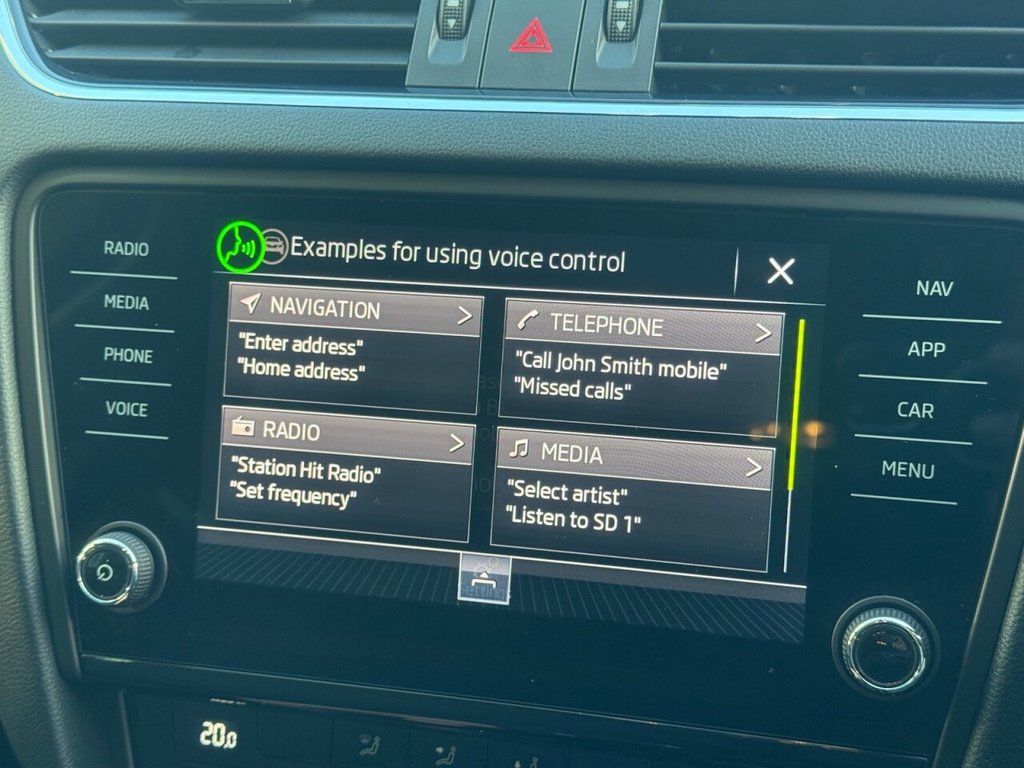 RADIO
MEDIA
PHONE
VOICE
Examples for using voice control
NAVIGATION
"Enter address"
"Home address"
TELEPHONE
"Call John Smith mobile"
"Missed calls"
RADIO
"Station Hit Radio"
"Set frequency"
MEDIA
"Select artist"
"Listen to SD 1"
Settings
NAV
APP
CAR
MENU
20.0